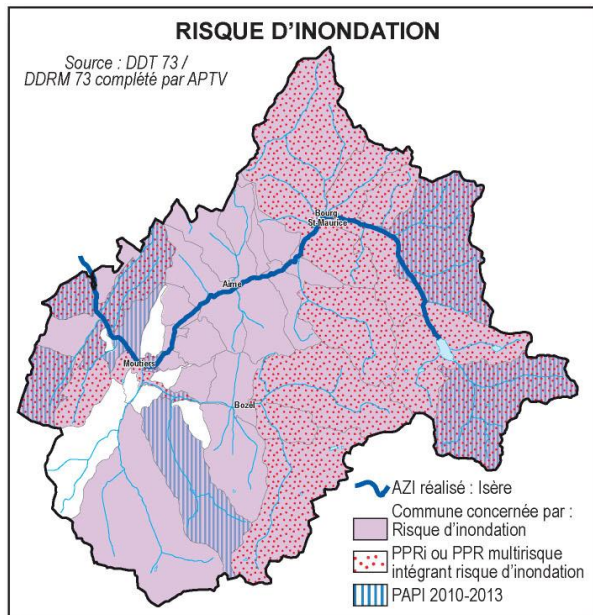 RISQUE D'INONDATION
Source : DDT 73 /
DDRM 73 complété par APTV
Bourg
St-Maurice
Aime
Moutiers
Bozel
AZI réalisé : Isère
Commune concernée par :
Risque d'inondation
PPRi ou PPR multirisque
intégrant risque d'inondation
PAPI 2010-2013